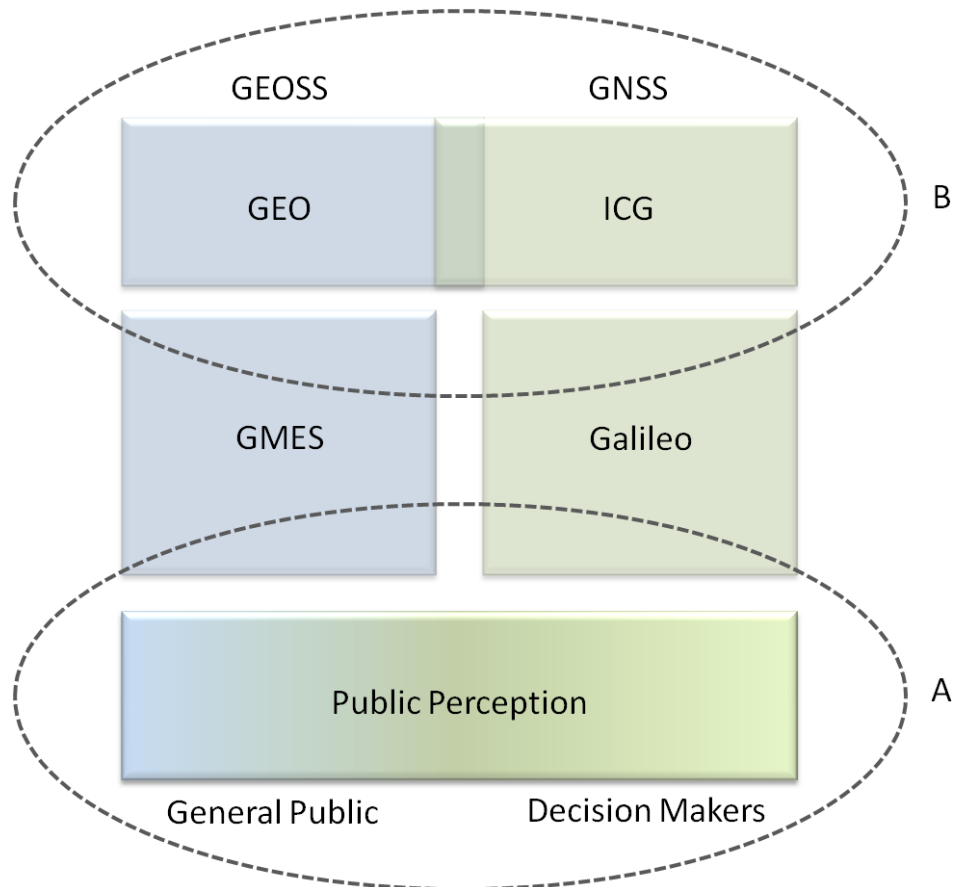 GEOSS
GNSS
GEO
ICG
B
GMES
Galileo
Public Perception
A
General Public
Decision Makers